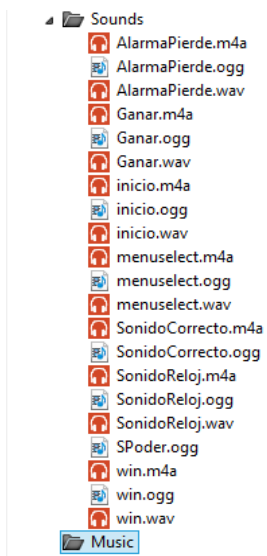 Sounds
AlarmaPierde.m4a
AlarmaPierde.ogg
AlarmaPierde.wav
Ganar.m4a
Ganar.ogg
Ganar.wav
inicio.m4a
inicio.ogg
inicio.wav
menuselect.m4a
menuselect.ogg
menuselect.wav
SonidoCorrecto.m4a
SonidoCorrecto.ogg
SonidoReloj.m4a
SonidoReloj.ogg
SonidoReloj.wav
SPoder.ogg
win.m4a
win.ogg
win.wav
Music